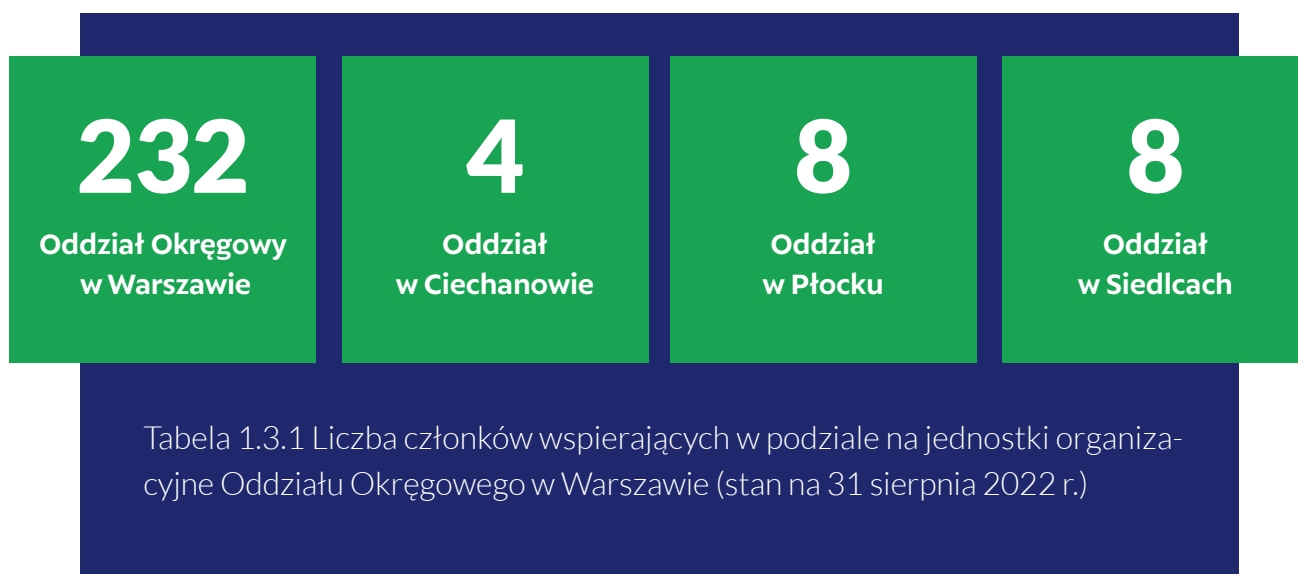 232
Oddział Okręgowy
w Warszawie
4
Oddział
w Ciechanowie
8
Oddział
w Płocku
8
Oddział
w Siedlcach
Tabela 1.3.1 Liczba członków wspierających w podziale na jednostki organiza-
cyjne Oddziału Okręgowego w Warszawie (stan na 31 sierpnia 2022 r.)